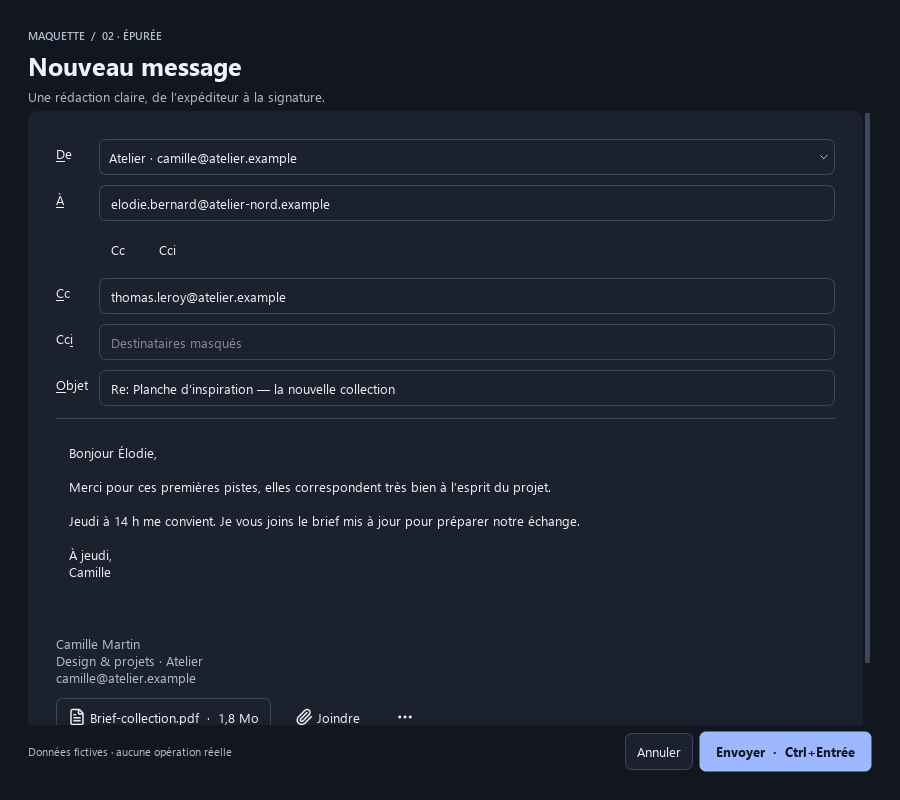 MAQUETTE / 02 · ÉPURÉE
Nouveau message
Une rédaction claire, de l'expéditeur à la signature.
De
Atelier · camille@atelier.example
À
elodie.bernard@atelier-nord.example
Cc Cci
Cc
thomas.leroy@atelier.example
Cci
Destinataires masqués
Objet
Re: Planche d'inspiration — la nouvelle collection
Bonjour Élodie,
Merci pour ces premières pistes, elles correspondent très bien à l'esprit du projet.
Jeudi à 14 h me convient. Je vous joins le brief mis à jour pour préparer notre échange.
À jeudi,
Camille
Camille Martin
Design & projets · Atelier
camille@atelier.example
Brief-collection.pdf · 1,8 Mo
Joindre
Données fictives · aucune opération réelle
Annuler
Envoyer · Ctrl+Entrée